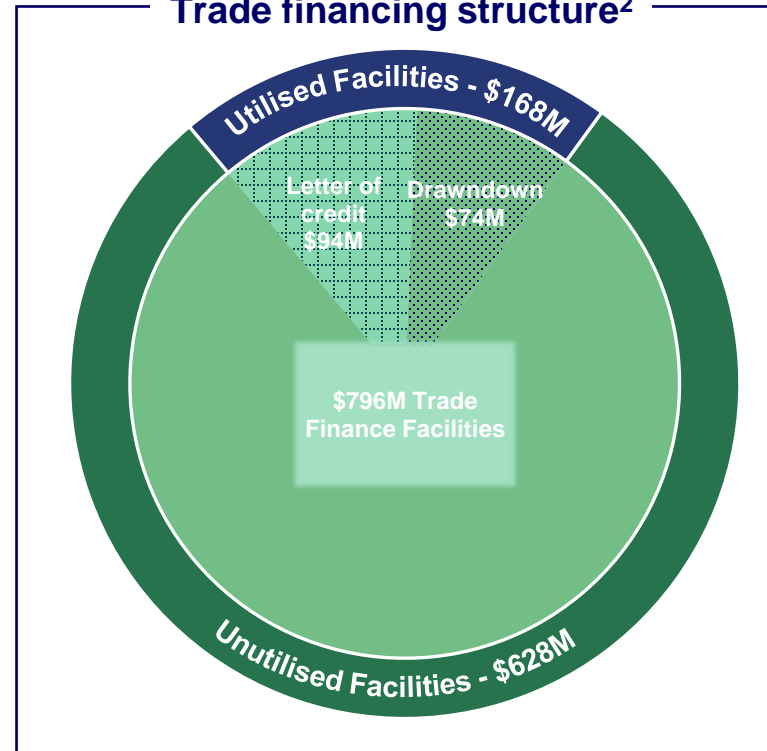 Trade financing structure²
Utilised Facilities - $168M
Letter of
credit
$94M
Drawndown
$74M
$796M Trade
Finance Facilities
Unutilised Facilities - $628M